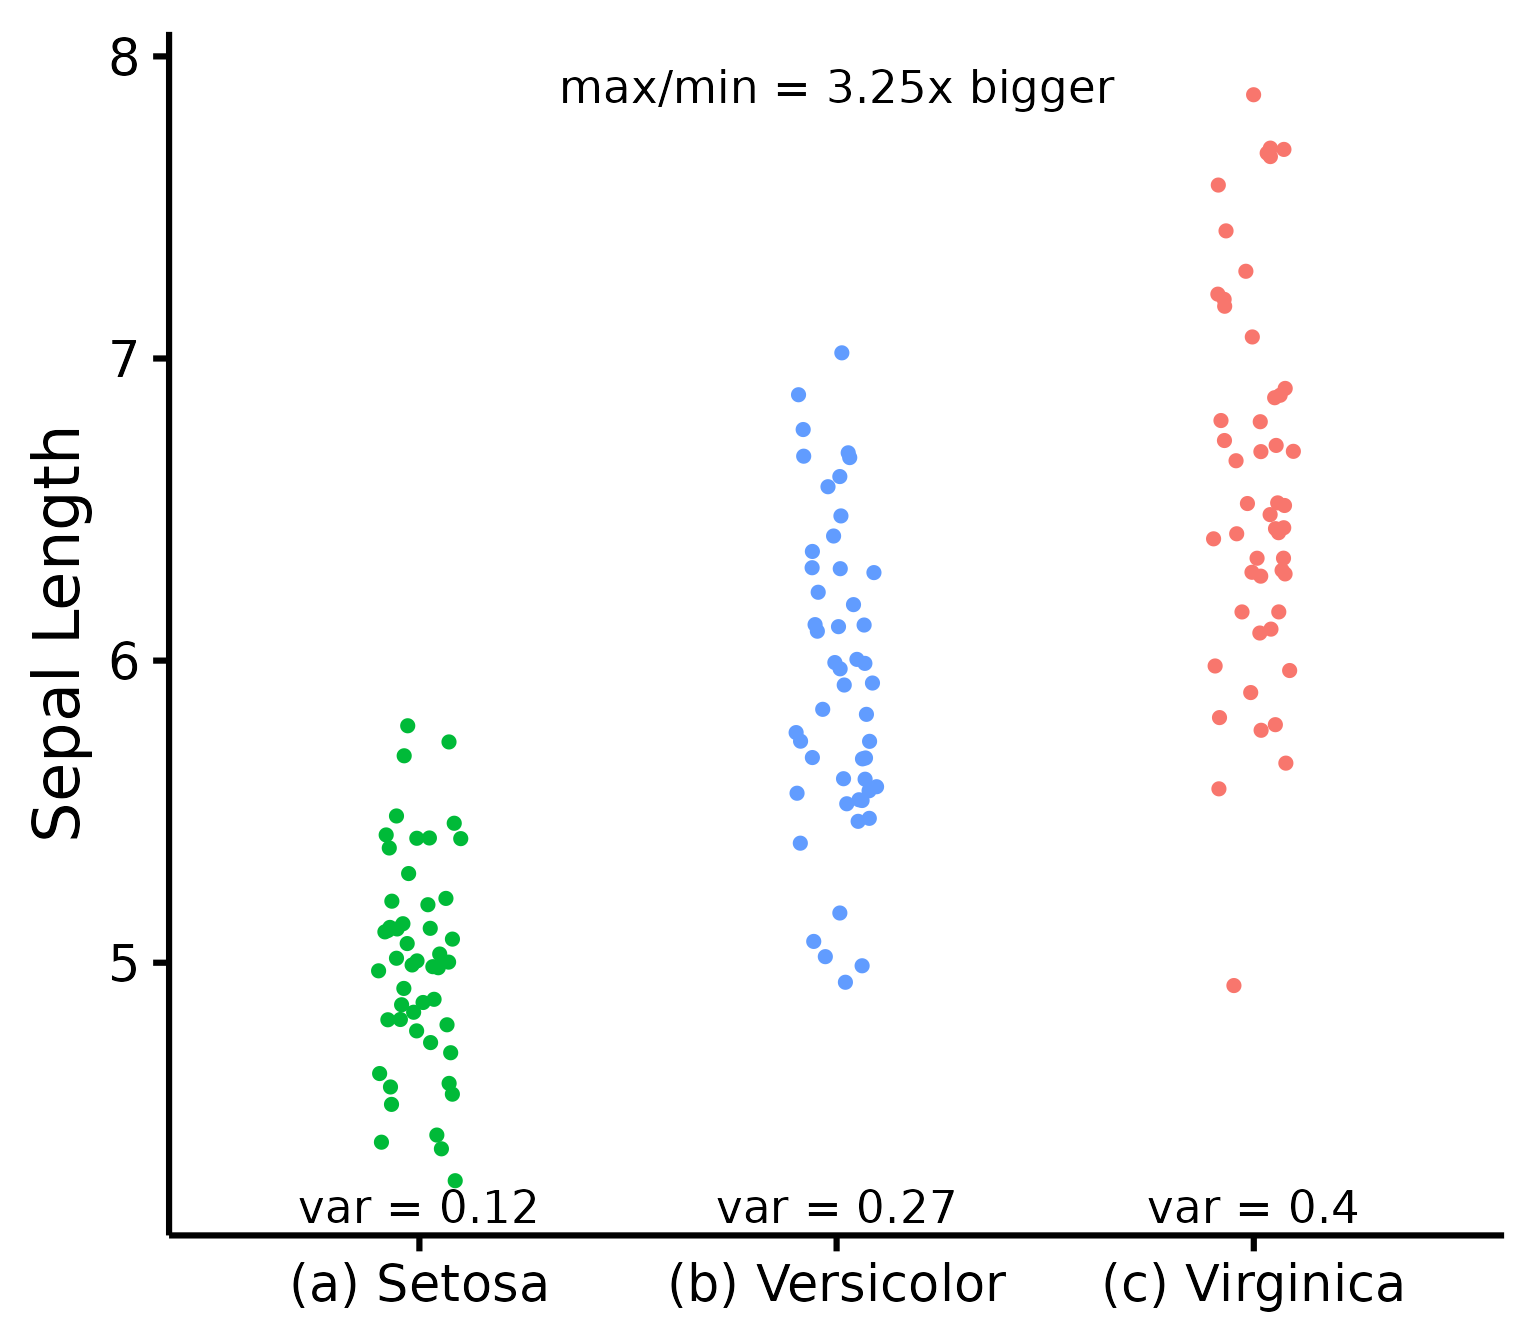 8
max/min = 3.25x bigger
7
Sepal Length
6
5
var = 0.12
var = 0.27
var = 0.4
(a) Setosa
(b) Versicolor
(c) Virginica